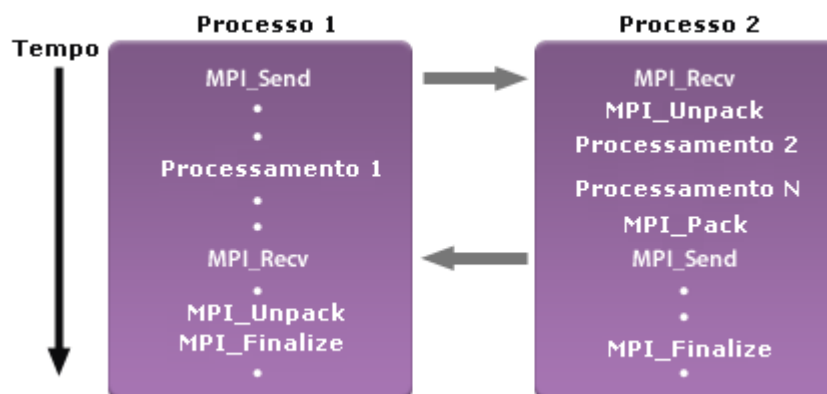 Tempo
Processo 1
MPI_Send
Processamento 1
MPI_Recv
MPI_Unpack
MPI_Finalize
Processo 2
MPI_Recv
MPI_Unpack
Processamento 2
Processamento N
MPI_Pack
MPI_Send
MPI_Finalize